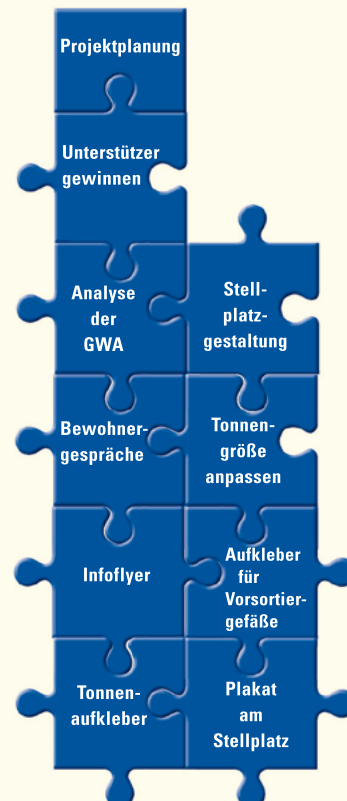 Projektplanung
Unterstützer
gewinnen
Analyse
der
GWA
Stell-
platz-
gestaltung
Bewohner-
gespräche
Tonnen-
größe
anpassen
Infoflyer
Aufkleber
für
Vorsortier-
gefäße
Tonnen-
aufkleber
Plakat
am
Stellplatz